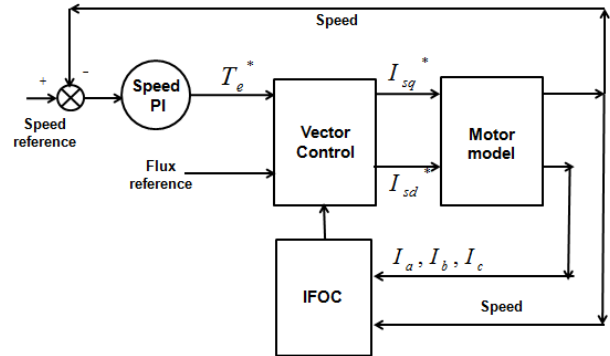 Speed
+
-
Speed
PI
T_e^*
I_sq^*
Speed
reference
Vector
Control
Motor
model
Flux
reference
I_sd^*
I_a , I_b , I_c
IFOC
Speed